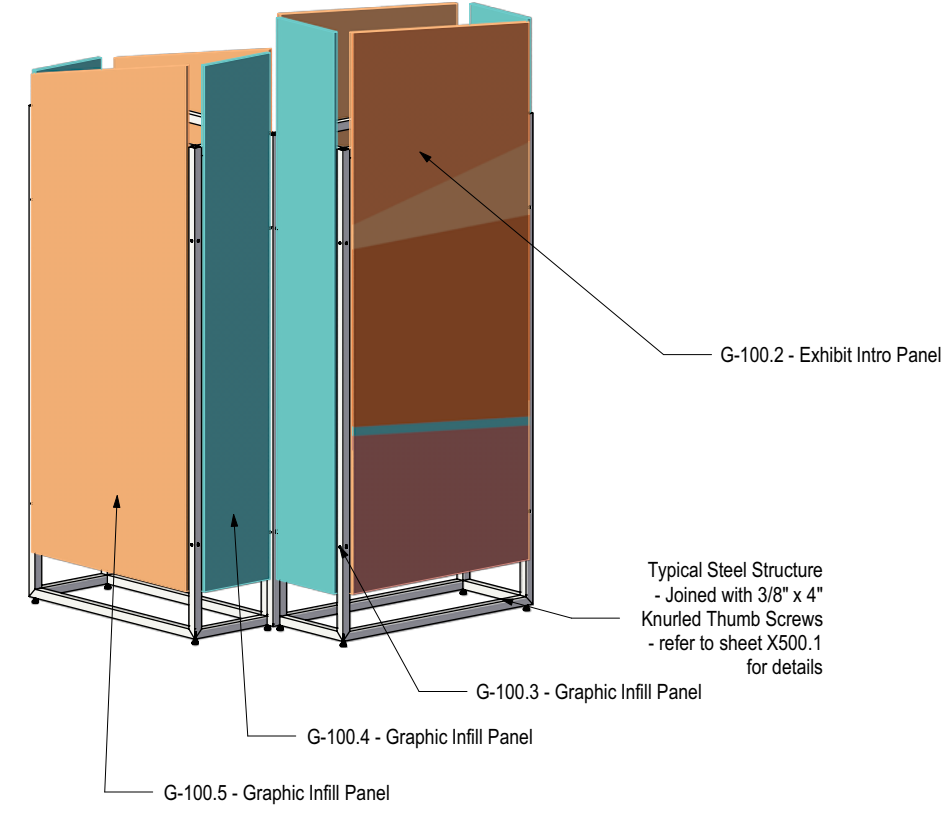 G-100.2 - Exhibit Intro Panel
Typical Steel Structure
- Joined with 3/8" x 4"
Knurled Thumb Screws
- refer to sheet X500.1
for details
G-100.3 - Graphic Infill Panel
G-100.4 - Graphic Infill Panel
G-100.5 - Graphic Infill Panel